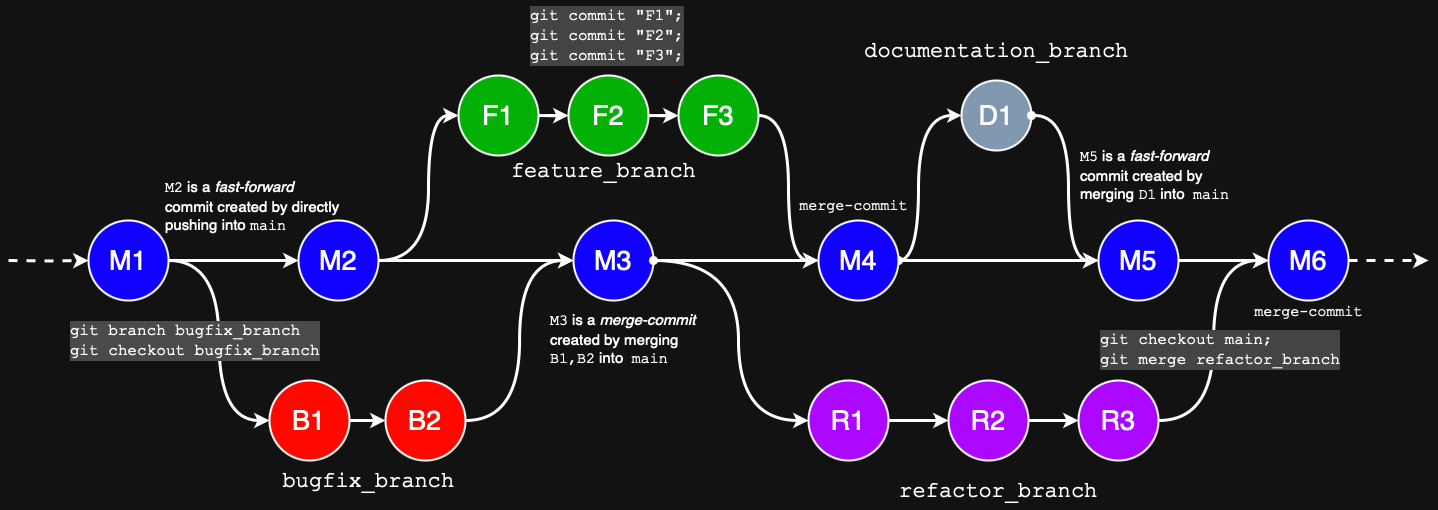 git commit "F1";
git commit "F2";
git commit "F3";
documentation_branch
F1
F2
F3
D1
feature_branch
M5 is a fast-forward
commit created by
merging D1 into main
M2 is a fast-forward
commit created by directly
pushing into main
merge-commit
M1
M2
M3
M4
M5
M6
merge-commit
git branch bugfix_branch
git checkout bugfix_branch
M3 is a merge-commit
created by merging
B1,B2 into main
git checkout main;
git merge refactor_branch
B1
B2
R1
R2
R3
bugfix_branch
refactor_branch